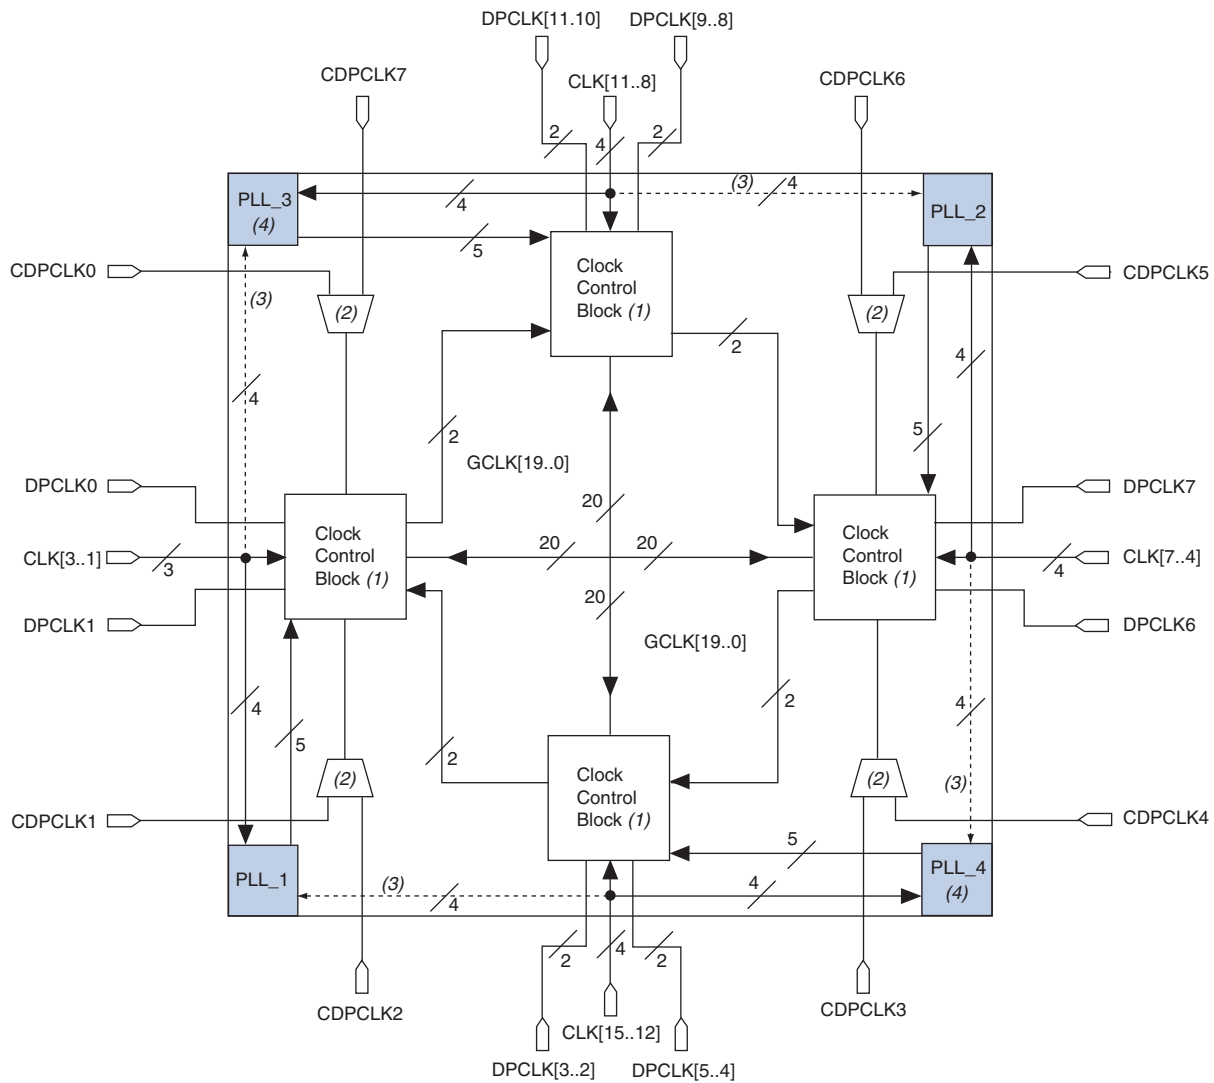 DPCLK[11.10]
DPCLK[9..8]
CDPCLK7
CLK[11..8]
CDPCLK6
2
4
2
PLL_3
(4)
4
(3)
4
PLL_2
5
CDPCLK0
(3)
(2)
Clock
Control
Block (1)
(2)
CDPCLK5
2
4
4
2
5
GCLK[19..0]
DPCLK0
20
DPCLK7
CLK[3..1]
3
Clock
Control
Block (1)
20
20
Clock
Control
Block (1)
4
CLK[7..4]
DPCLK1
20
DPCLK6
GCLK[19..0]
4
5
2
2
4
(2)
Clock
Control
Block (1)
(2)
(3)
CDPCLK1
CDPCLK4
5
PLL_1
(3)
4
4
PLL_4
(4)
2
4
2
CDPCLK2
CDPCLK3
CLK[15..12]
DPCLK[3..2]
DPCLK[5..4]